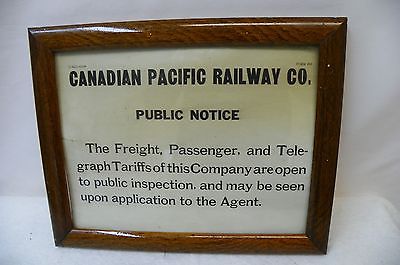 CANADIAN PACIFIC RAILWAY CO.
PUBLIC NOTICE
The Freight, Passenger, and Tele-
graph Tariffs of this Company are open
to public inspection, and may be seen
upon application to the Agent.